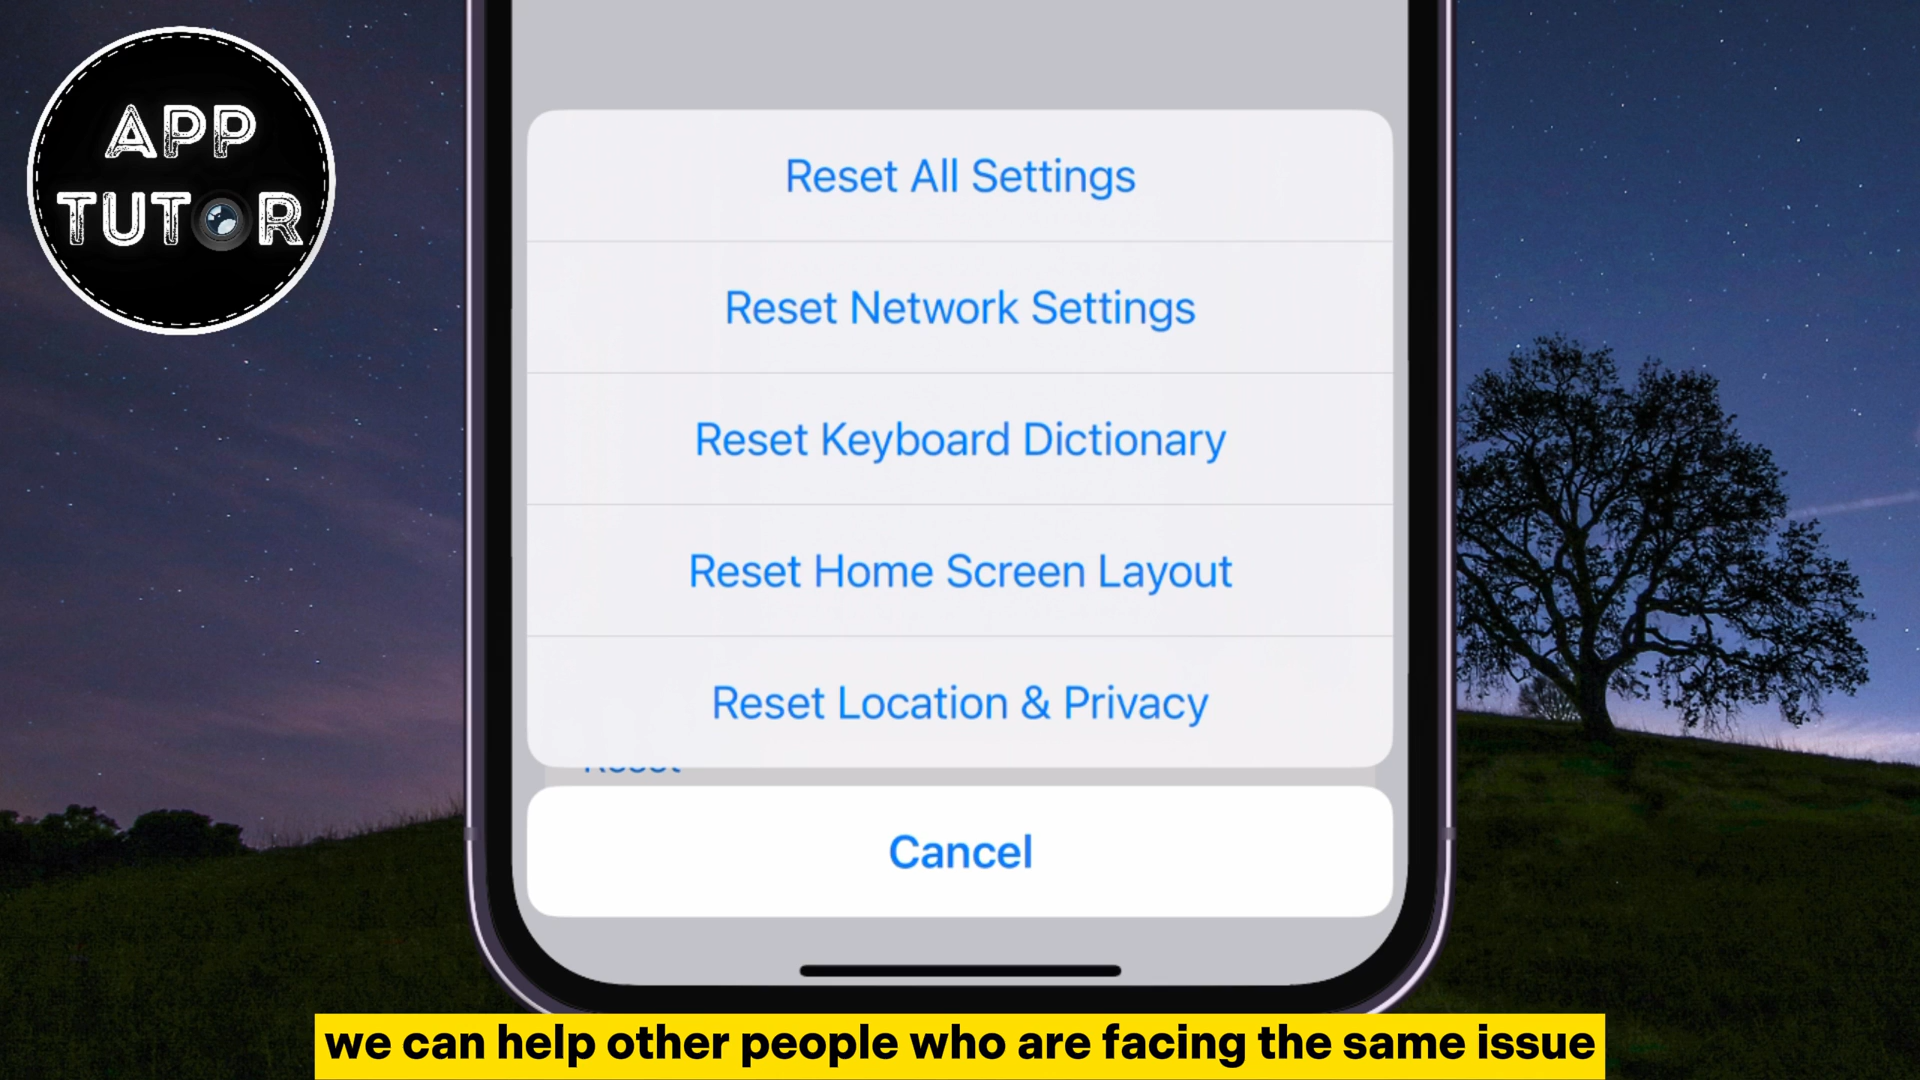 APP
TUTOR
Reset All Settings
Reset Network Settings
Reset Keyboard Dictionary
Reset Home Screen Layout
Reset Location & Privacy
Reset
Cancel
we can help other people who are facing the same issue